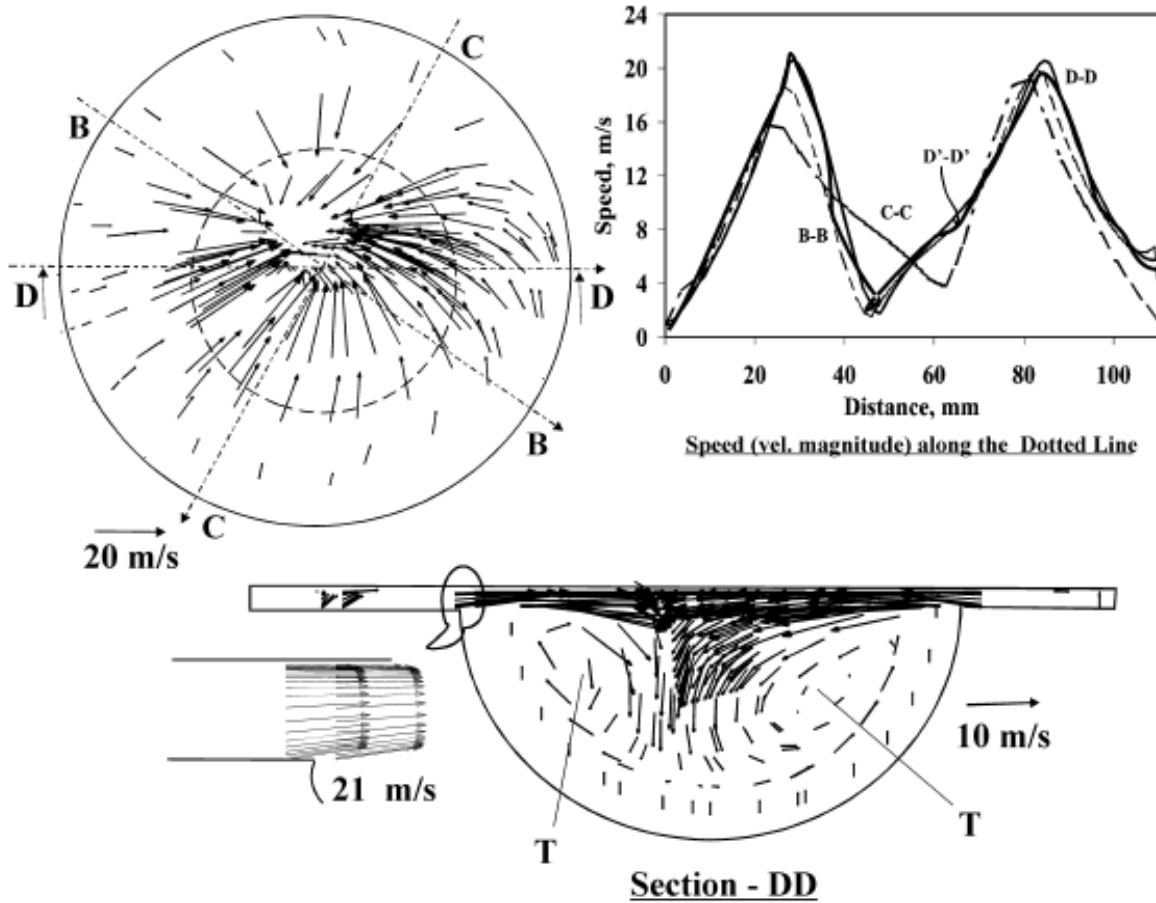 C
B
D
D
B
C
20 m/s
24
20
16
12
8
4
0
Speed, m/s
D-D
D’-D’
C-C
B-B
0 20 40 60 80 100
Distance, mm
Speed (vel. magnitude) along the Dotted Line
21 m/s
10 m/s
T
T
Section - DD